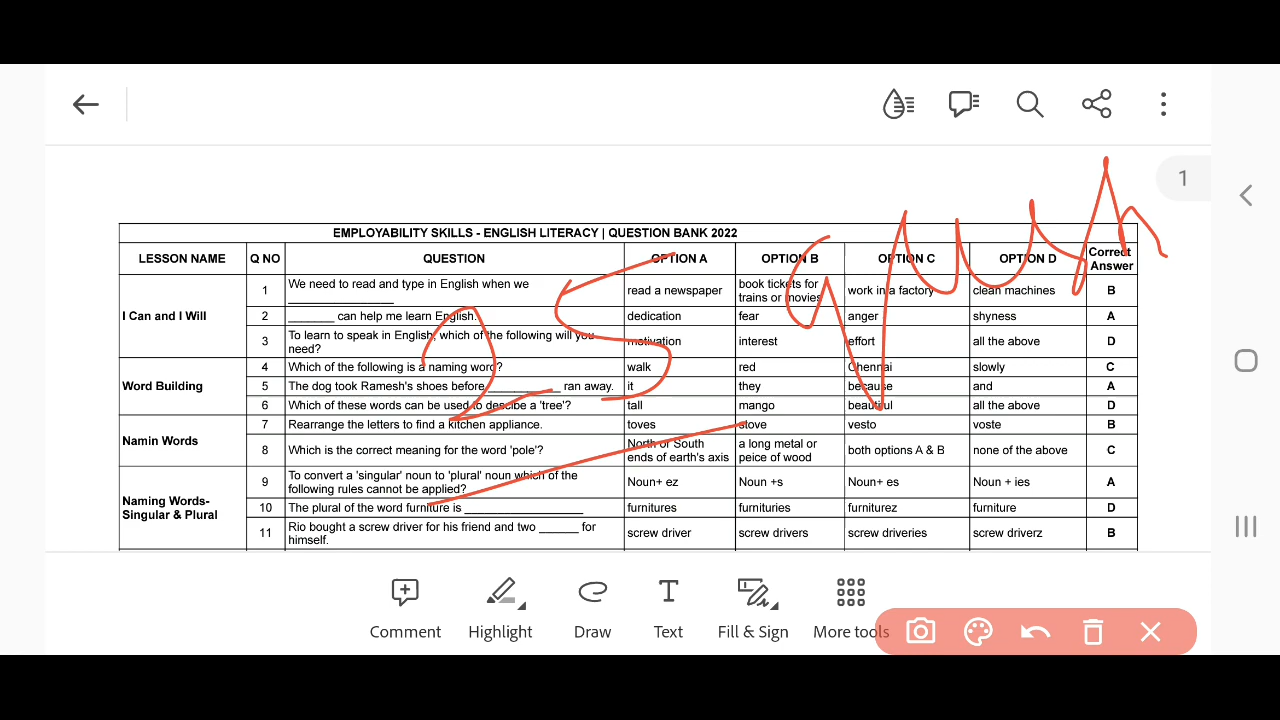 1
EMPLOYABILITY SKILLS - ENGLISH LITERACY | QUESTION BANK 2022
LESSON NAME Q NO QUESTION OPTION A OPTION B OPTION C OPTION D Correct Answer
I Can and I Will
1 We need to read and type in English when we ________________ read a newspaper book tickets for trains or movies work in a factory clean machines B
2 _______ can help me learn English. dedication fear anger shyness A
3 To learn to speak in English, which of the following will you need? motivation interest effort all the above D
Word Building
4 Which of the following is a naming word? walk red Chennai slowly C
5 The dog took Ramesh's shoes before ___________ ran away. it they because and A
6 Which of these words can be used to descibe a 'tree'? tall mango beautiful all the above D
Namin Words
7 Rearrange the letters to find a kitchen appliance. toves stove vesto voste B
8 Which is the correct meaning for the word 'pole'? North or South ends of earth's axis a long metal or peice of wood both options A & B none of the above C
Naming Words- Singular & Plural
9 To convert a 'singular' noun to 'plural' noun which of the following rules cannot be applied? Noun+ ez Noun +s Noun+ es Noun + ies A
10 The plural of the word furniture is __________________ furnitures furnituries furniturez furniture D
11 Rio bought a screw driver for his friend and two ______ for himself. screw driver screw drivers screw driveries screw driverz B
Comment Highlight Draw Text Fill & Sign More tools